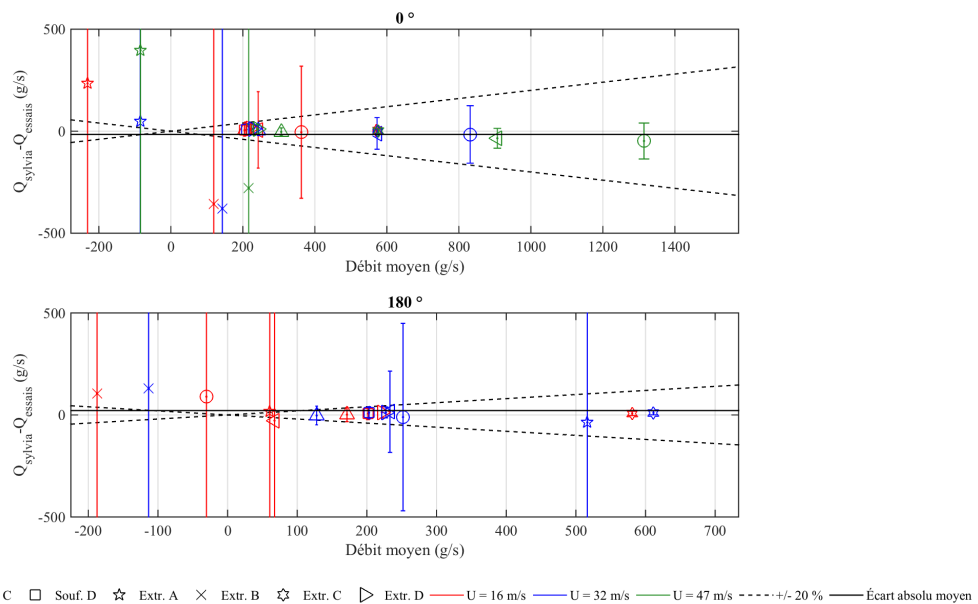 0 °
500
0
-500
Q_sylvia-Q_essais (g/s)
-200 0 200 400 600 800 1000 1200 1400
Débit moyen (g/s)
180 °
500
0
-500
Q_sylvia-Q_essais (g/s)
-200 -100 0 100 200 300 400 500 600 700
Débit moyen (g/s)
C Souf. D Extr. A Extr. B Extr. C Extr. D U = 16 m/s U = 32 m/s U = 47 m/s +/- 20 % Écart absolu moyen